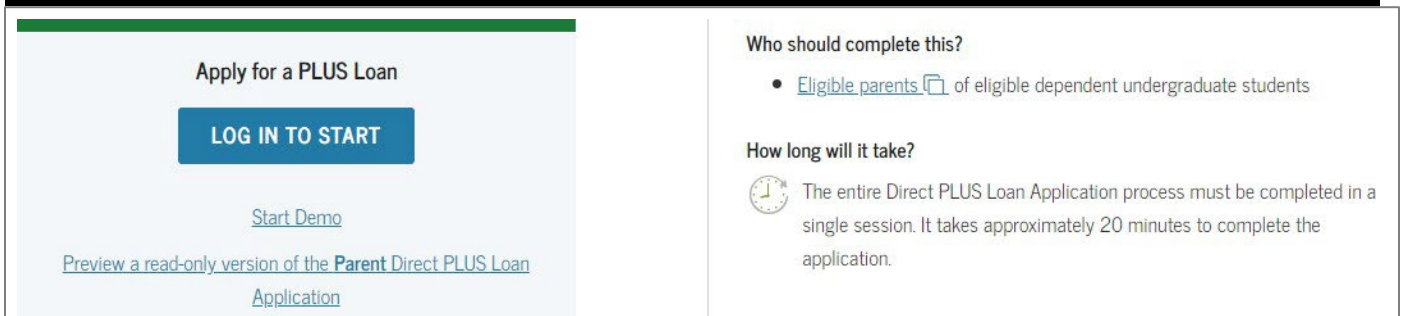 Apply for a PLUS Loan
LOG IN TO START
Start Demo
Preview a read-only version of the Parent Direct PLUS Loan
Application
Who should complete this?
• Eligible parents of eligible dependent undergraduate students
How long will it take?
The entire Direct PLUS Loan Application process must be completed in a
single session. It takes approximately 20 minutes to complete the
application.